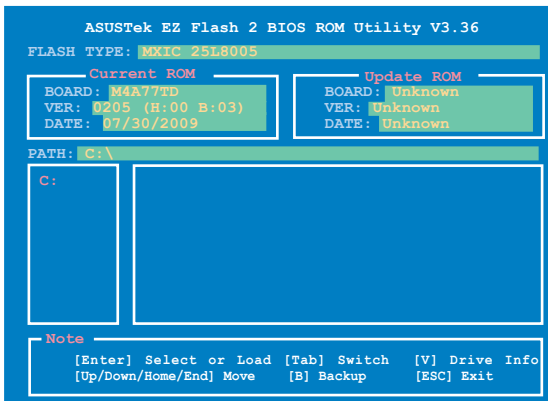 ASUSTek EZ Flash 2 BIOS ROM Utility V3.36
FLASH TYPE: MXIC 25L8005
Current ROM
BOARD: M4A77TD
VER: 0205 (H:00 B:03)
DATE: 07/30/2009
Update ROM
BOARD: Unknown
VER: Unknown
DATE: Unknown
PATH: C:\
C:
Note
[Enter] Select or Load [Tab] Switch [V] Drive Info
[Up/Down/Home/End] Move [B] Backup [ESC] Exit